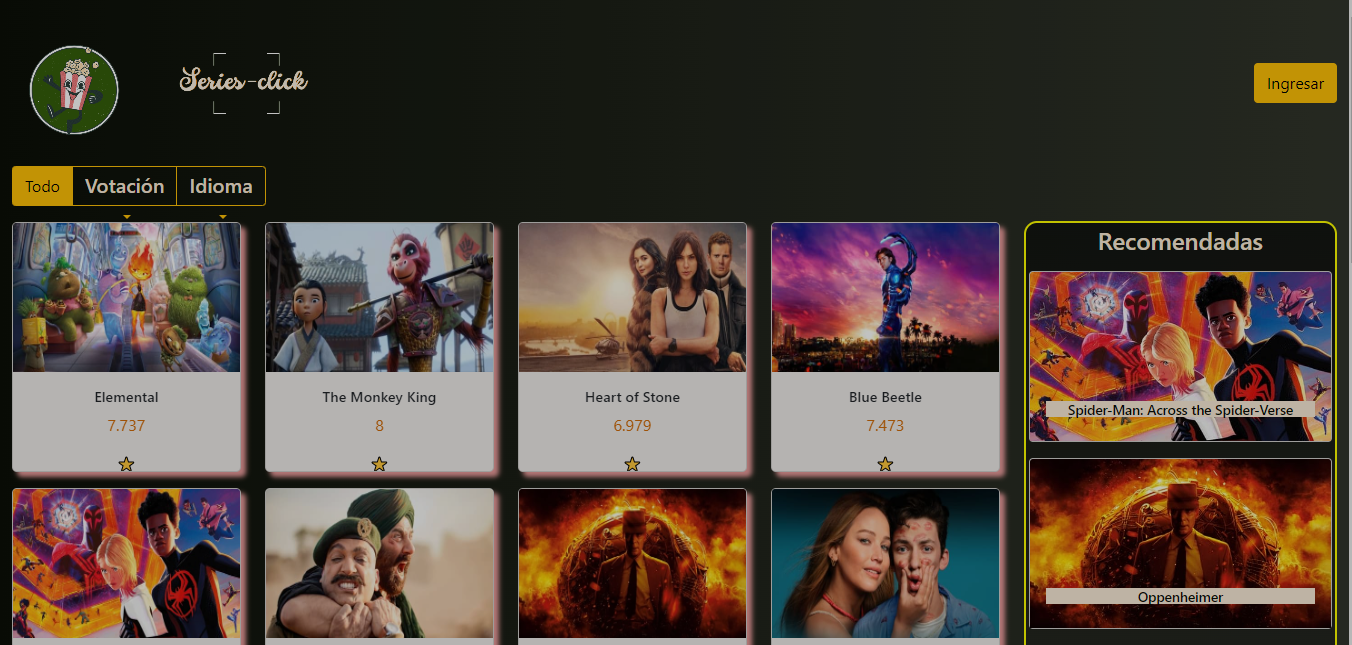 Series-click
Ingresar
Todo
Votación
Idioma
Elemental
7.737
The Monkey King
8
Heart of Stone
6.979
Blue Beetle
7.473
Recomendadas
Spider-Man: Across the Spider-Verse
Oppenheimer